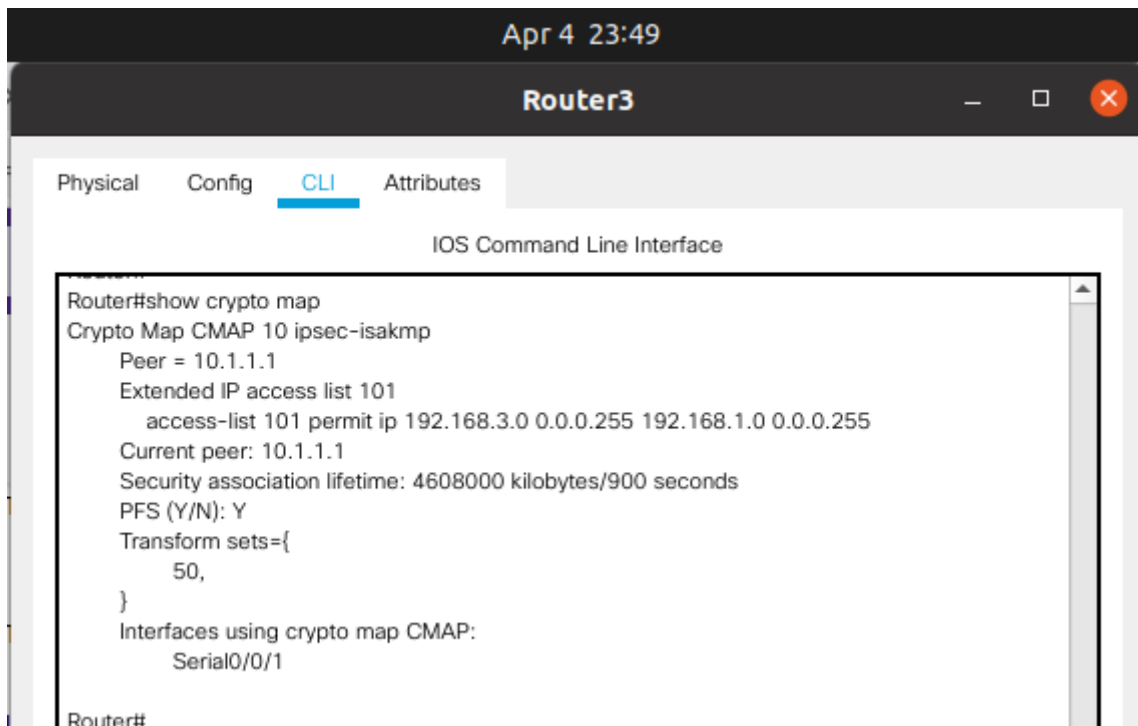 Apr 4 23:49
Router3
Physical Config CLI Attributes
IOS Command Line Interface
Router#show crypto map
Crypto Map CMAP 10 ipsec-isakmp
Peer = 10.1.1.1
Extended IP access list 101
access-list 101 permit ip 192.168.3.0 0.0.0.255 192.168.1.0 0.0.0.255
Current peer: 10.1.1.1
Security association lifetime: 4608000 kilobytes/900 seconds
PFS (Y/N): Y
Transform sets={
50,
}
Interfaces using crypto map CMAP:
Serial0/0/1
Router#